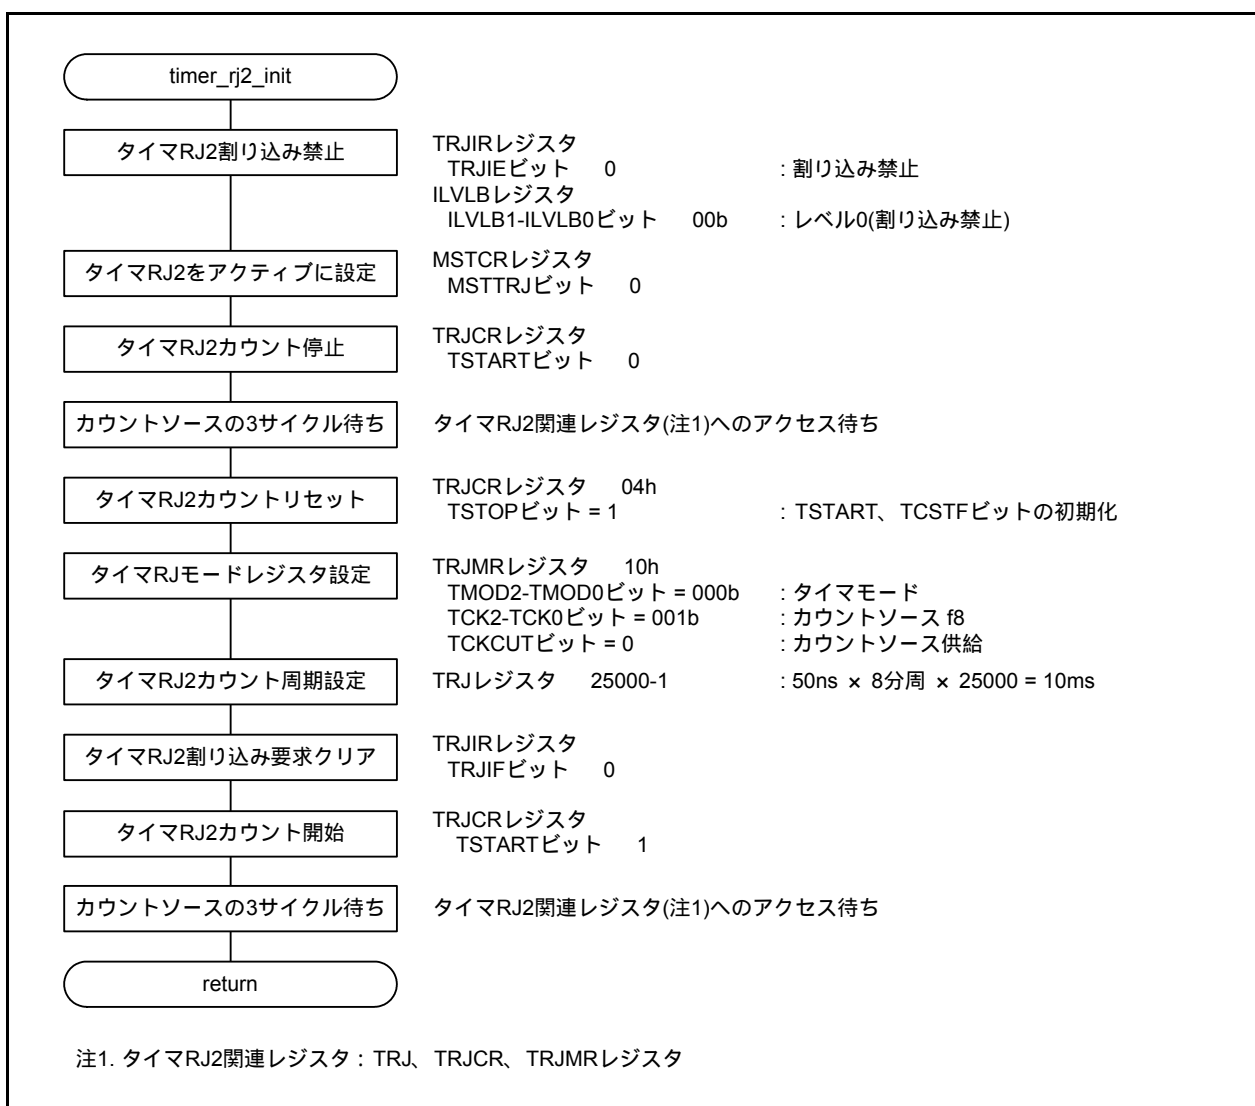 timer_rj2_init
タイマRJ2割り込み禁止
TRJIRレジスタ
TRJIEビット 0 : 割り込み禁止
ILVLBレジスタ
ILVLB1-ILVLB0ビット 00b : レベル0(割り込み禁止)
タイマRJ2をアクティブに設定
MSTCRレジスタ
MSTTRJビット 0
タイマRJ2カウント停止
TRJCRレジスタ
TSTARTビット 0
カウントソースの3サイクル待ち
タイマRJ2関連レジスタ(注1)へのアクセス待ち
タイマRJ2カウントリセット
TRJCRレジスタ 04h
TSTOPビット = 1 : TSTART、TCSTFビットの初期化
タイマRJモードレジスタ設定
TRJMRレジスタ 10h
TMOD2-TMOD0ビット = 000b : タイマモード
TCK2-TCK0ビット = 001b : カウントソース f8
TCKCUTビット = 0 : カウントソース供給
タイマRJ2カウント周期設定
TRJレジスタ 25000-1 : 50ns × 8分周 × 25000 = 10ms
タイマRJ2割り込み要求クリア
TRJIRレジスタ
TRJIFビット 0
タイマRJ2カウント開始
TRJCRレジスタ
TSTARTビット 1
カウントソースの3サイクル待ち
タイマRJ2関連レジスタ(注1)へのアクセス待ち
return
注1. タイマRJ2関連レジスタ : TRJ、TRJCR、TRJMRレジスタ